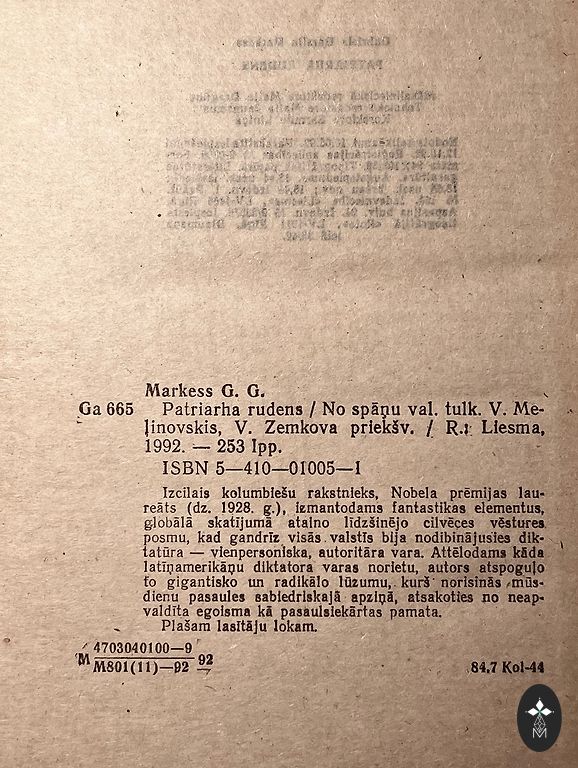 Markess G. G.
Ga 665 Patriarha rudens / No spāņu val. tulk. V. Me-
ļinovskis, V. Zemkova priekšv. / R.: Liesma,
1992. — 253 lpp.
ISBN 5—410—01005—1
Izcilais kolumbiešu rakstnieks, Nobela prēmijas lau-
reāts (dz. 1928. g.), izmantodams fantastikas elementus,
globālā skatījumā ataino līdzšinējo cilvēces vēstures
posmu, kad gandrīz visās valstīs bija nodibinājusies dik-
tatūra — vienpersoniska, autoritāra vara. Attēlodams kāda
latīņamerikāņu diktatora varas norietu, autors atspoguļo
to gigantisko un radikālo lūzumu, kurš norisinās mūs-
dienu pasaules sabiedriskajā apziņā, atsakoties no neap-
valdīta egoisma kā pasaulsiekārtas pamata.
Plašam lasītāju lokam.
M 4703040100—9 92
M801(11)—92
84.7 Kol-44
M